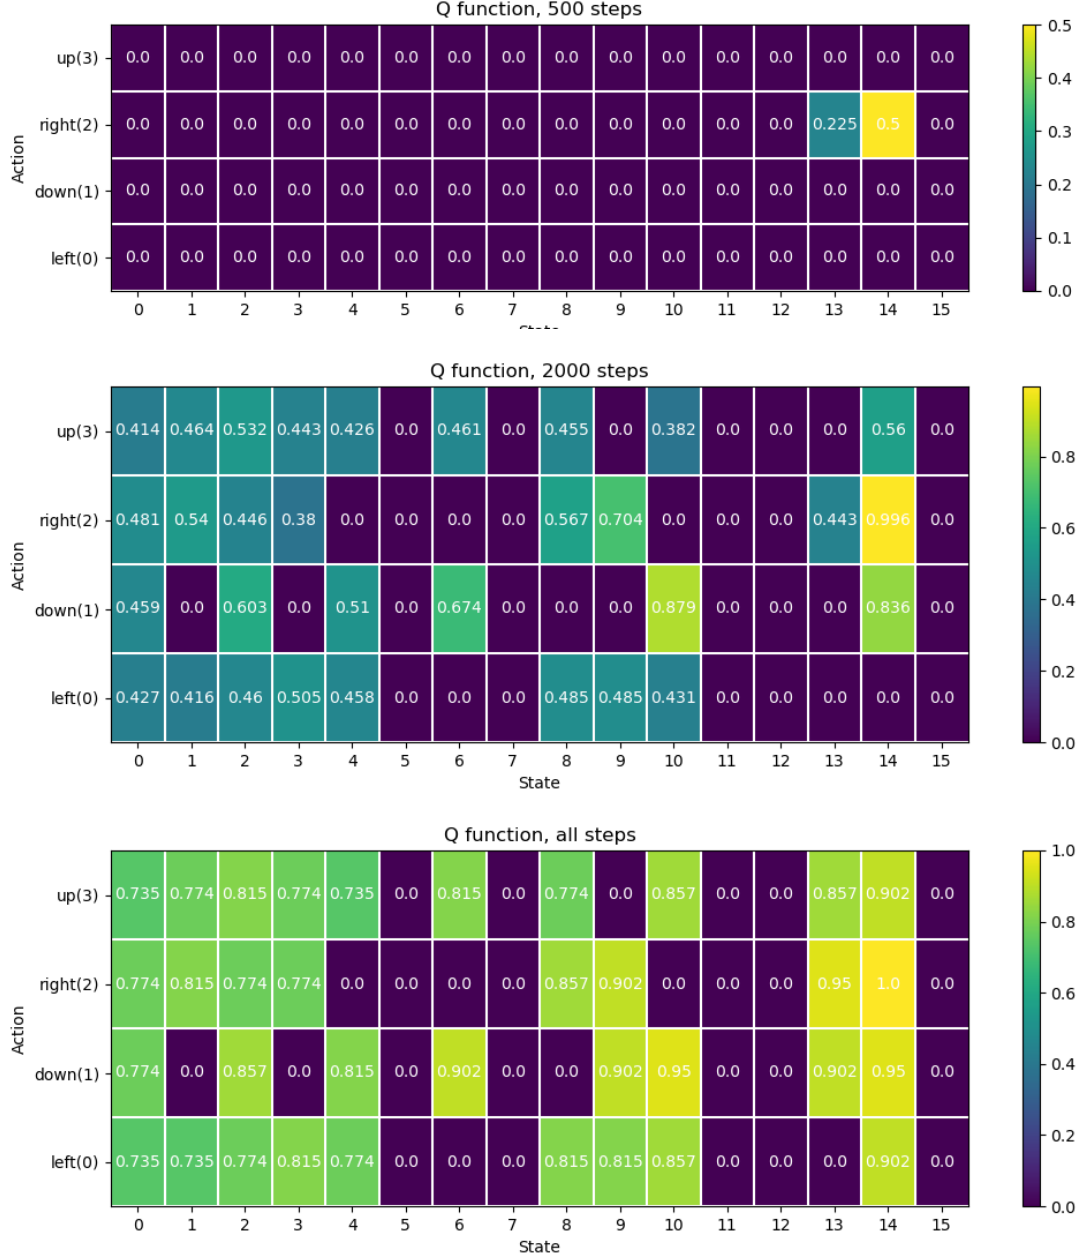 Q function, 500 steps
up(3) 0.0 0.0 0.0 0.0 0.0 0.0 0.0 0.0 0.0 0.0 0.0 0.0 0.0 0.0 0.0 0.0
right(2) 0.0 0.0 0.0 0.0 0.0 0.0 0.0 0.0 0.0 0.0 0.0 0.0 0.0 0.225 0.5 0.0
down(1) 0.0 0.0 0.0 0.0 0.0 0.0 0.0 0.0 0.0 0.0 0.0 0.0 0.0 0.0 0.0 0.0
left(0) 0.0 0.0 0.0 0.0 0.0 0.0 0.0 0.0 0.0 0.0 0.0 0.0 0.0 0.0 0.0 0.0
0 1 2 3 4 5 6 7 8 9 10 11 12 13 14 15
State
Action
0.5
0.4
0.3
0.2
0.1
0.0
Q function, 2000 steps
up(3) 0.414 0.464 0.532 0.443 0.426 0.0 0.461 0.0 0.455 0.0 0.382 0.0 0.0 0.0 0.56 0.0
right(2) 0.481 0.54 0.446 0.38 0.0 0.0 0.0 0.0 0.567 0.704 0.0 0.0 0.0 0.443 0.996 0.0
down(1) 0.459 0.0 0.603 0.0 0.51 0.0 0.674 0.0 0.0 0.0 0.879 0.0 0.0 0.0 0.836 0.0
left(0) 0.427 0.416 0.46 0.505 0.458 0.0 0.0 0.0 0.485 0.485 0.431 0.0 0.0 0.0 0.0 0.0
0 1 2 3 4 5 6 7 8 9 10 11 12 13 14 15
State
Action
0.8
0.6
0.4
0.2
0.0
Q function, all steps
up(3) 0.735 0.774 0.815 0.774 0.735 0.0 0.815 0.0 0.774 0.0 0.857 0.0 0.0 0.857 0.902 0.0
right(2) 0.774 0.815 0.774 0.774 0.0 0.0 0.0 0.0 0.857 0.902 0.0 0.0 0.0 0.95 1.0 0.0
down(1) 0.774 0.0 0.857 0.0 0.815 0.0 0.902 0.0 0.0 0.902 0.95 0.0 0.0 0.902 0.95 0.0
left(0) 0.735 0.735 0.774 0.815 0.774 0.0 0.0 0.0 0.815 0.815 0.857 0.0 0.0 0.0 0.902 0.0
0 1 2 3 4 5 6 7 8 9 10 11 12 13 14 15
State
Action
1.0
0.8
0.6
0.4
0.2
0.0